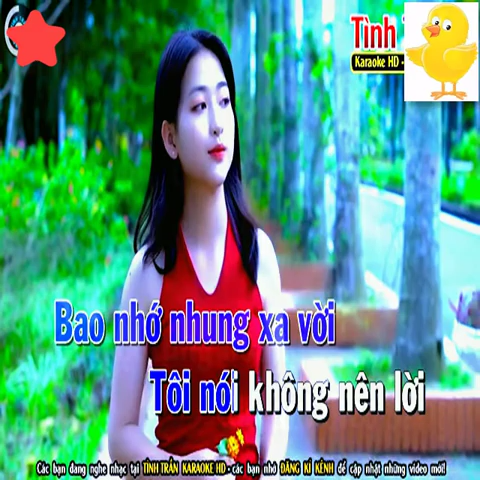 Tình
Karaoke HD -
Bao nhớ nhung xa vời
Tôi nói không nên lời
Các bạn đang nghe nhạc tại TÌNH TRẦN KARAOKE HD - các bạn nhớ ĐĂNG KÍ KÊNH để cập nhật những video mới!